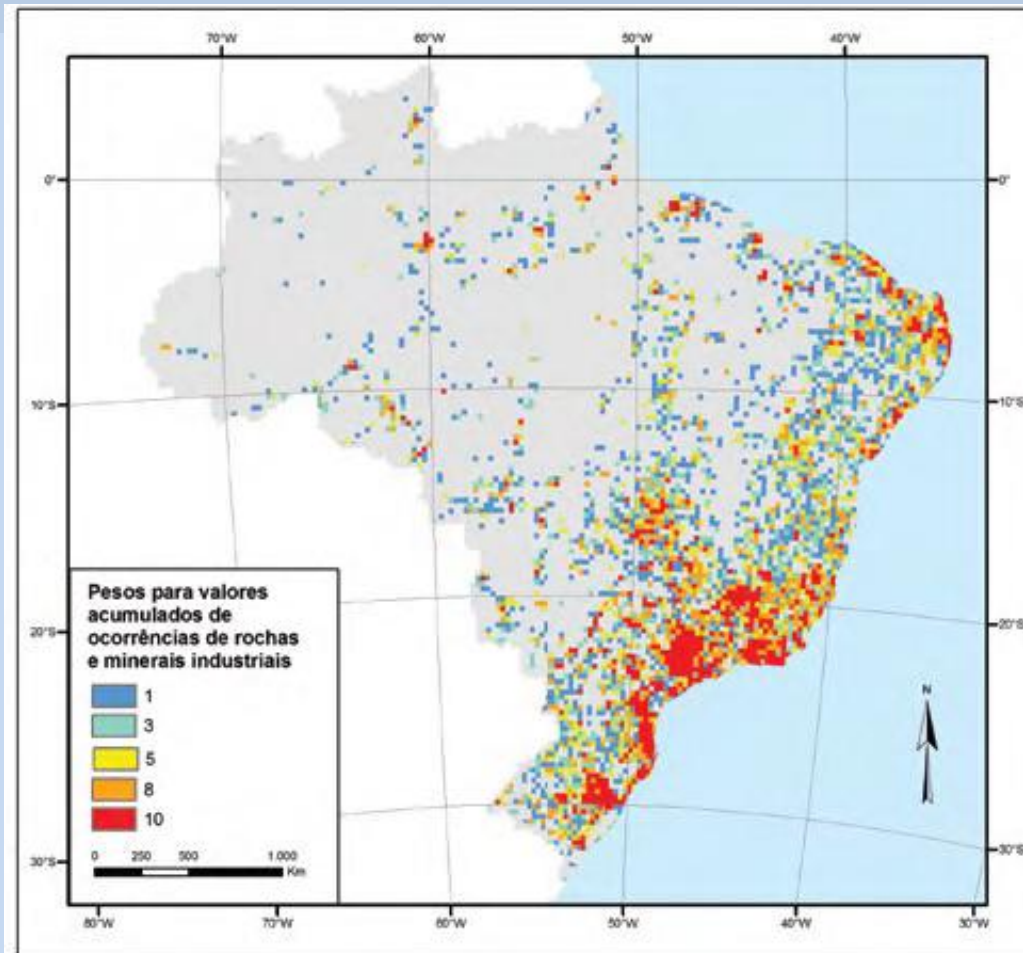 70°W 60°W 50°W 40°W
0° 0°
10°S 10°S
20°S 20°S
30°S 30°S
Pesos para valores
acumulados de
ocorrências de rochas
e minerais industriais
1
3
5
8
10
0 250 500 1.000
Km
N
80°W 70°W 60°W 50°W 40°W 30°W